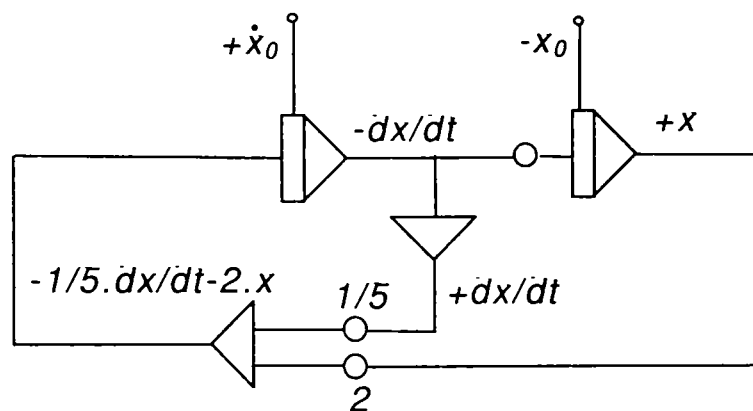 +ẋ₀
-x₀
-dx/dt
+x
-1/5.dx/dt-2.x
1/5
+dx/dt
2